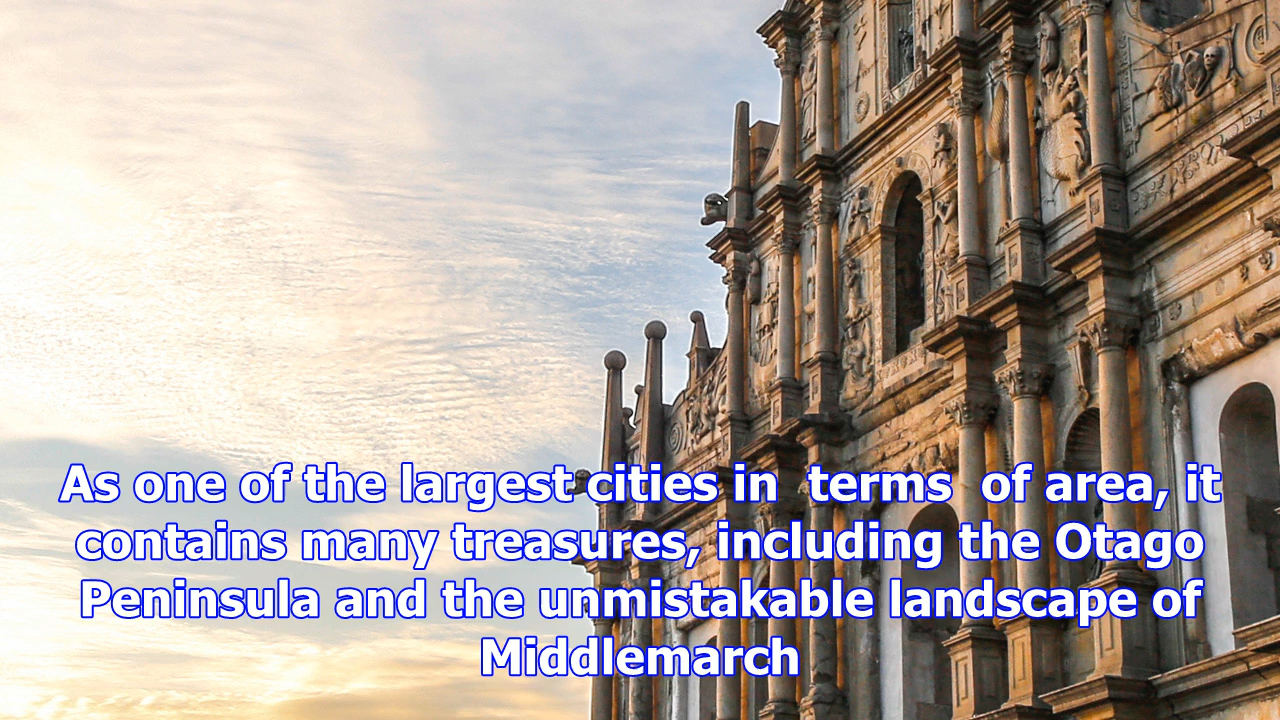 As one of the largest cities in  terms  of area, it
contains many treasures, including the Otago
Peninsula and the unmistakable landscape of
Middlemarch